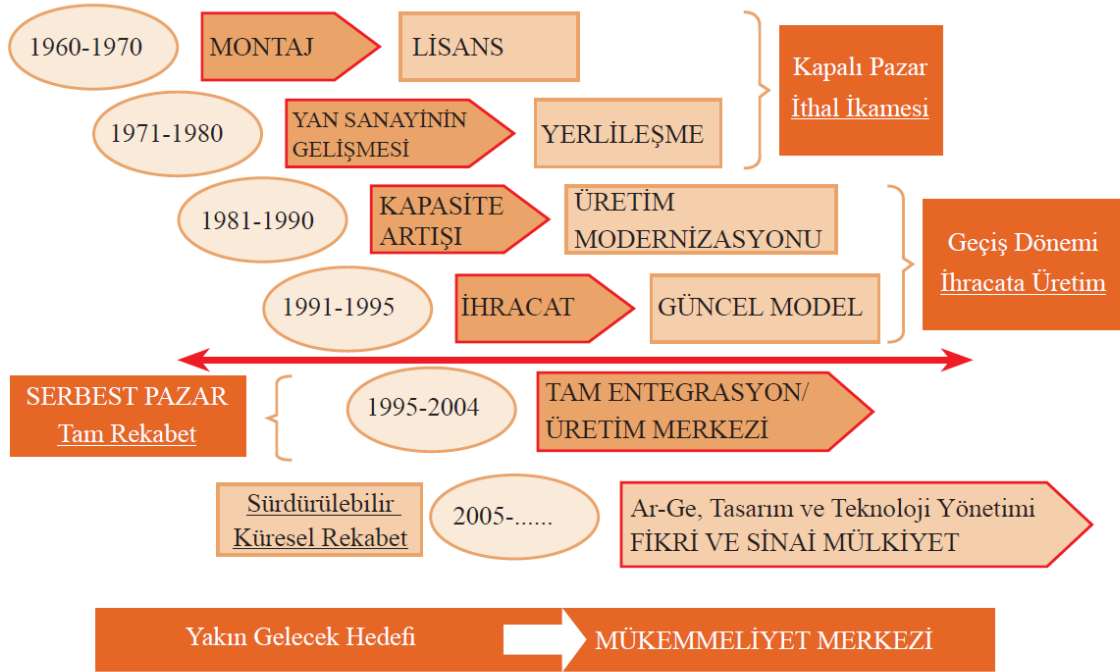 1960-1970
MONTAJ
LİSANS
Kapalı Pazar
İthal İkamesi
1971-1980
YAN SANAYİNİN
GELİŞMESİ
YERLİLEŞME
1981-1990
KAPASİTE
ARTIŞI
ÜRETİM
MODERNİZASYONU
Geçiş Dönemi
İhracata Üretim
1991-1995
İHRACAT
GÜNCEL MODEL
SERBEST PAZAR
Tam Rekabet
1995-2004
TAM ENTEGRASYON/
ÜRETİM MERKEZİ
Sürdürülebilir
Küresel Rekabet
2005-......
Ar-Ge, Tasarım ve Teknoloji Yönetimi
FİKRİ VE SİNAİ MÜLKİYET
Yakın Gelecek Hedefi
MÜKEMMELİYET MERKEZİ